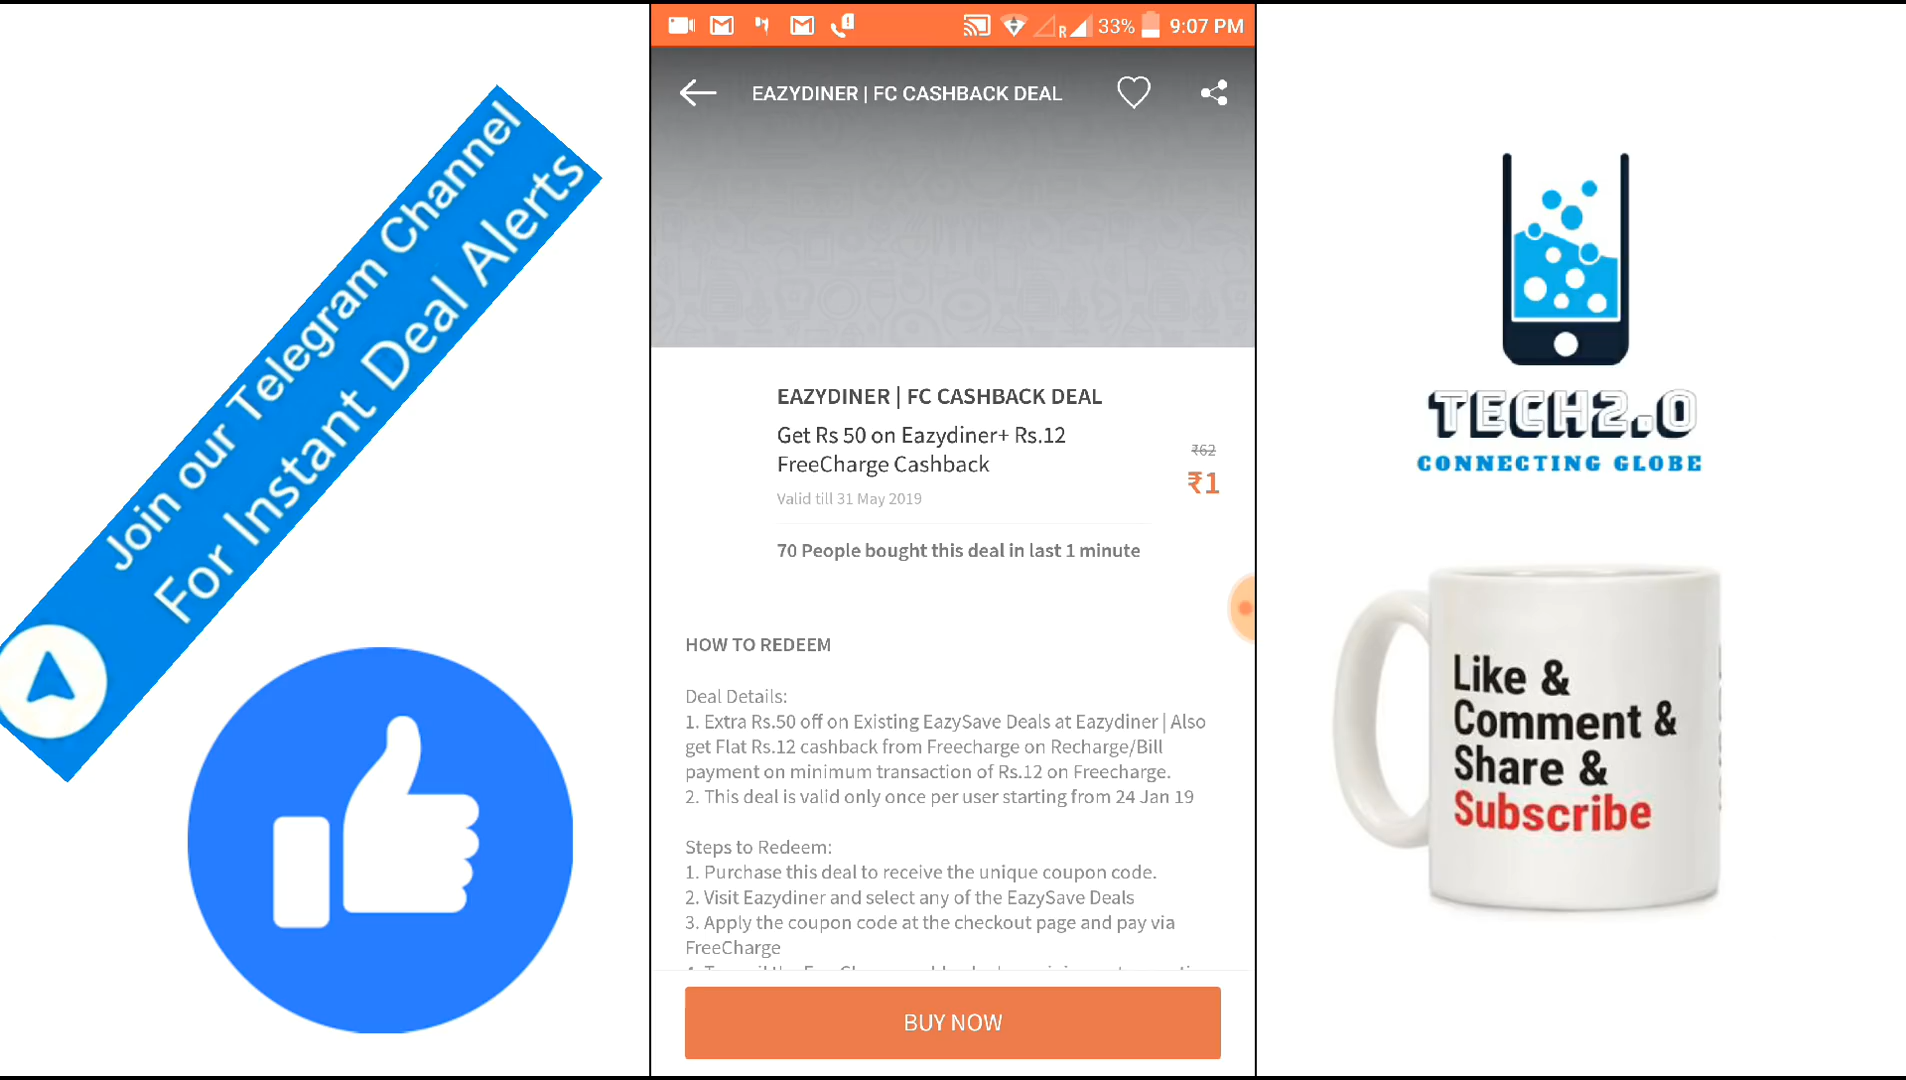 Join our Telegram Channel
For Instant Deal Alerts
33% 9:07 PM
R
EAZYDINER | FC CASHBACK DEAL
EAZYDINER | FC CASHBACK DEAL
Get Rs 50 on Eazydiner+ Rs.12
FreeCharge Cashback
₹62
₹1
Valid till 31 May 2019
70 People bought this deal in last 1 minute
HOW TO REDEEM
Deal Details:
1. Extra Rs.50 off on Existing EazySave Deals at Eazydiner | Also
get Flat Rs.12 cashback from Freecharge on Recharge/Bill
payment on minimum transaction of Rs.12 on Freecharge.
2. This deal is valid only once per user starting from 24 Jan 19
Steps to Redeem:
1. Purchase this deal to receive the unique coupon code.
2. Visit Eazydiner and select any of the EazySave Deals
3. Apply the coupon code at the checkout page and pay via
FreeCharge
BUY NOW
TECH2.0
CONNECTING GLOBE
Like &
Comment &
Share &
Subscribe